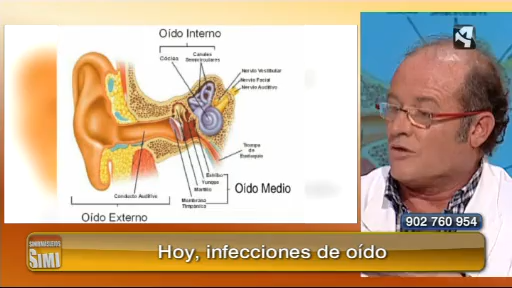 Oído Interno
Canales
Semicirculares
Cóclea
Nervio Vestibular
Nervio Facial
Nervio Auditivo
Trompa
de
Eustaquio
Estribo
Yunque
Martillo
Membrana
Timpánica
Oído Medio
Conducto Auditivo
Oído Externo
902 760 954
SIMI
Hoy, infecciones de oído